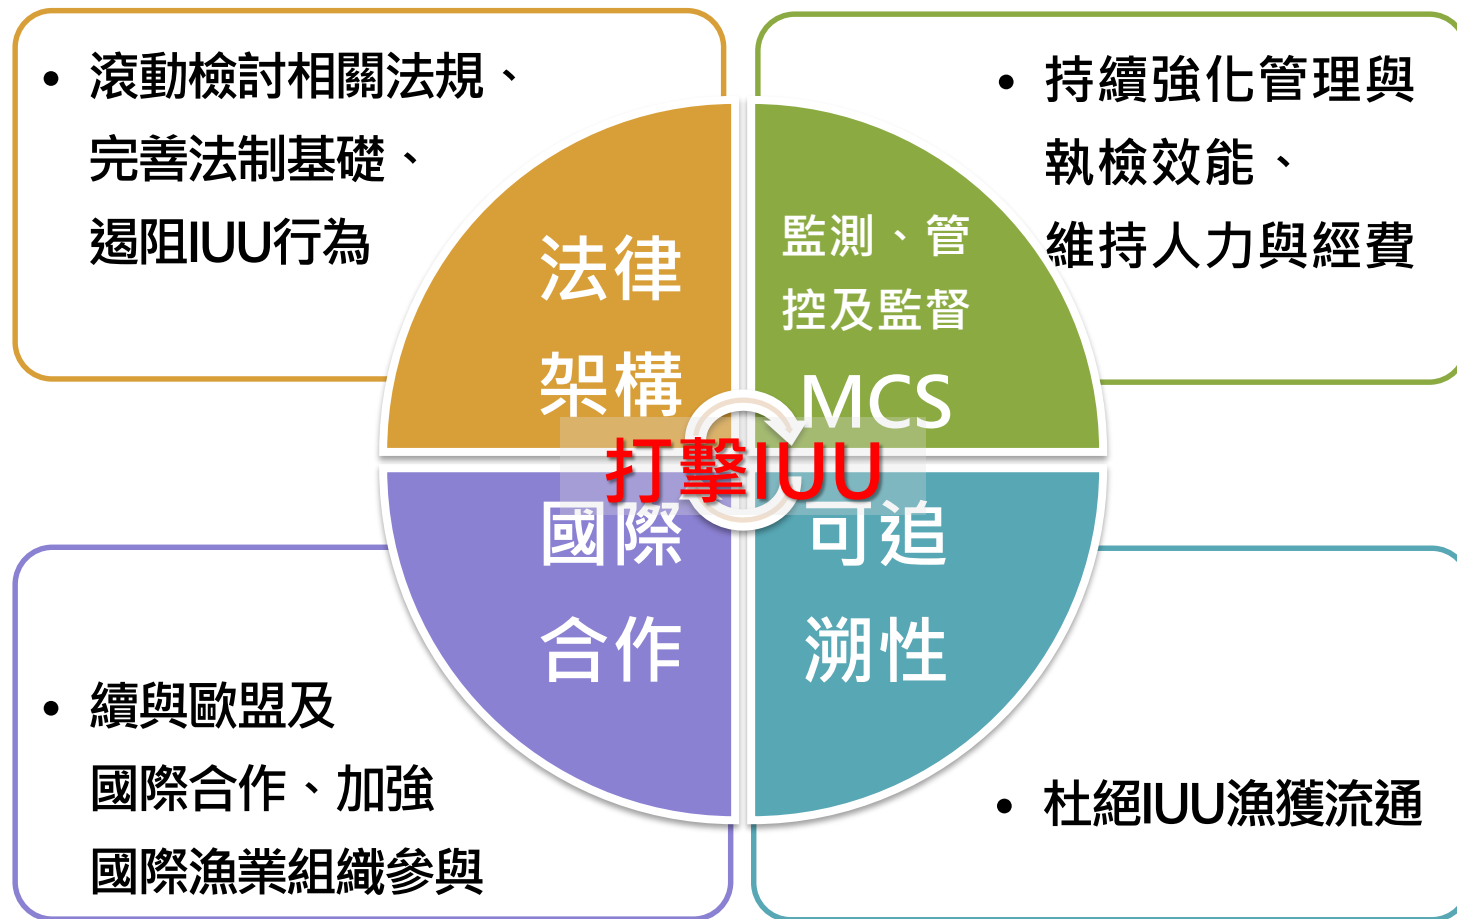 • 滾動檢討相關法規、
完善法制基礎、
遏阻IUU行為
• 持續強化管理與
執檢效能、
維持人力與經費
法律
架構
監測、管
控及監督
MCS
打擊IUU
國際
合作
可追
溯性
• 續與歐盟及
國際合作、加強
國際漁業組織參與
• 杜絕IUU漁獲流通